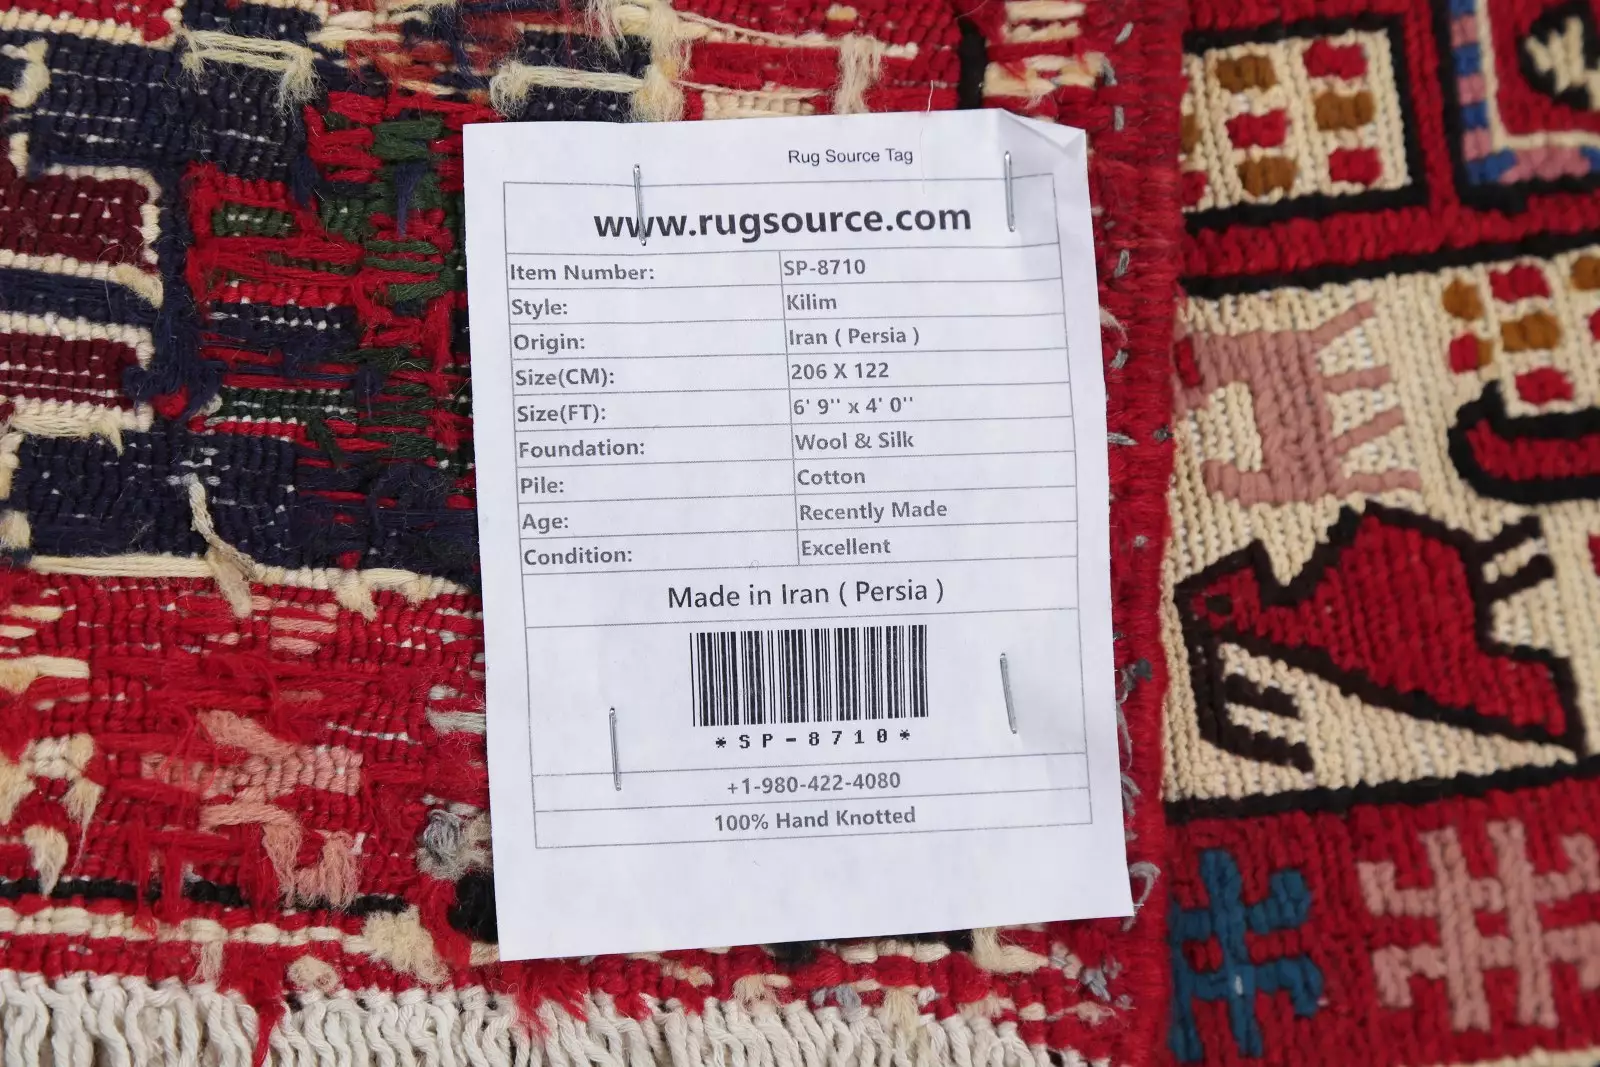 Rug Source Tag
www.rugsource.com
Item Number: SP-8710
Style: Kilim
Origin: Iran ( Persia )
Size(CM): 206 X 122
Size(FT): 6' 9'' x 4' 0''
Foundation: Wool & Silk
Pile: Cotton
Age: Recently Made
Condition: Excellent
Made in Iran ( Persia )
*SP-8710*
+1-980-422-4080
100% Hand Knotted